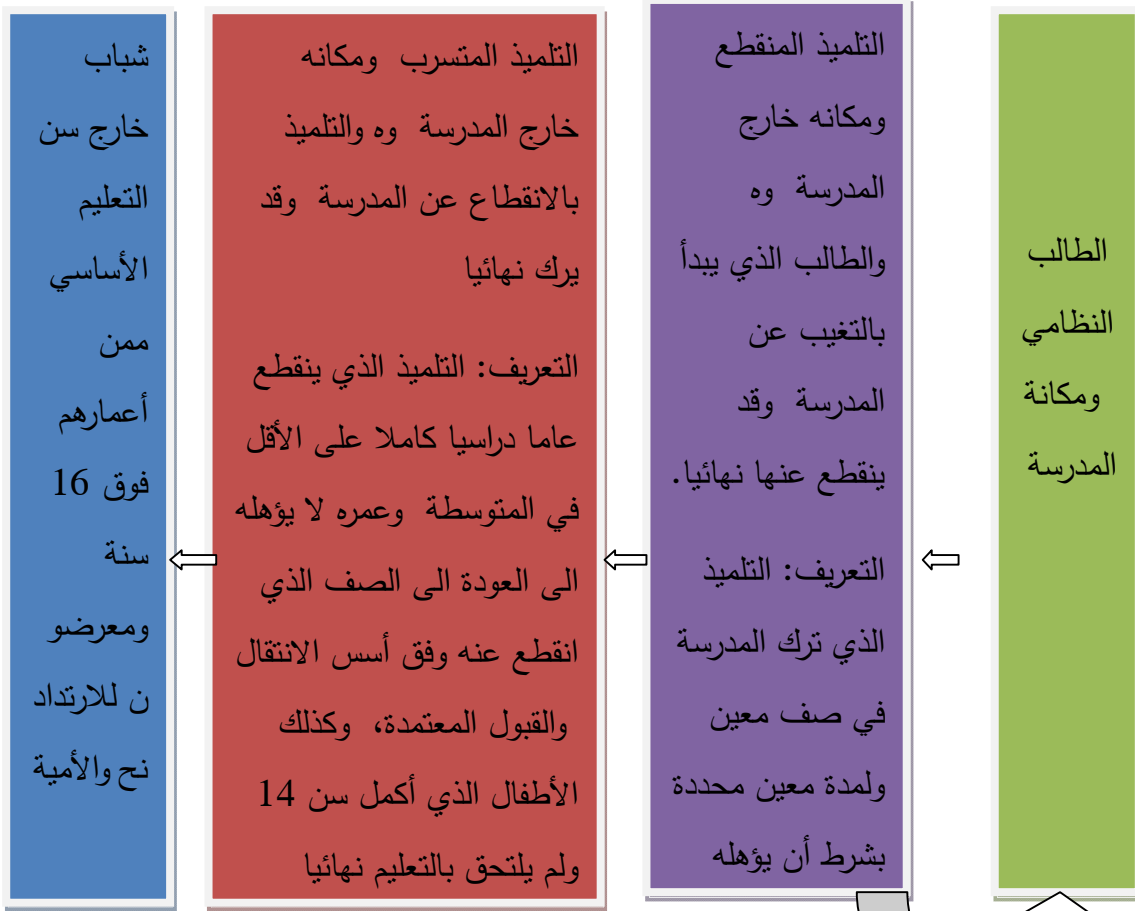 الطالب
النظامي
ومكانة
المدرسة
التلميذ المنقطع
ومكانه خارج
المدرسة وه
والطالب الذي يبدأ
بالتغيب عن
المدرسة وقد
ينقطع عنها نهائيا.
التعريف: التلميذ
الذي ترك المدرسة
في صف معين
ولمدة معين محددة
بشرط أن يؤهله
التلميذ المتسرب ومكانه
خارج المدرسة وه والتلميذ
بالانقطاع عن المدرسة وقد
يرك نهائيا
التعريف: التلميذ الذي ينقطع
عاما دراسيا كاملا على الأقل
في المتوسطة وعمره لا يؤهله
الى العودة الى الصف الذي
انقطع عنه وفق أسس الانتقال
والقبول المعتمدة، وكذلك
الأطفال الذي أكمل سن 14
ولم يلتحق بالتعليم نهائيا
شباب
خارج سن
التعليم
الأساسي
ممن
أعمارهم
فوق 16
سنة
ومعرضو
ن للارتداد
نح والأمية